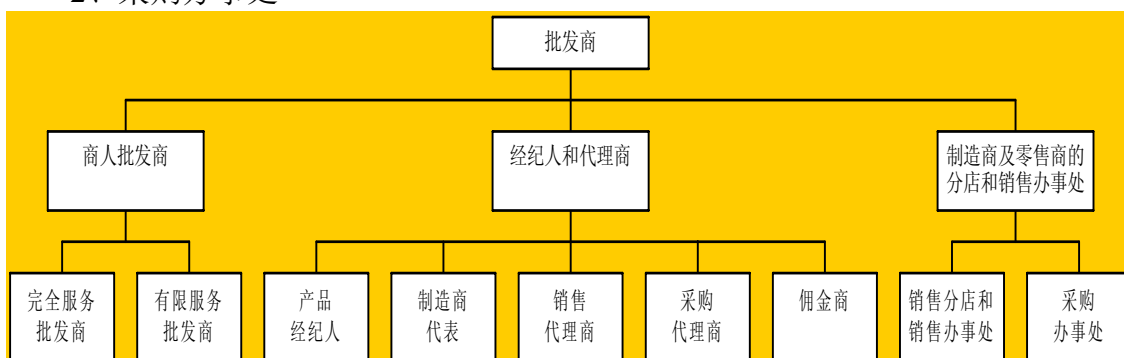 批发商
商人批发商
经纪人和代理商
制造商及零售商的
分店和销售办事处
完全服务
批发商
有限服务
批发商
产品
经纪人
制造商
代表
销售
代理商
采购
代理商
佣金商
销售分店和
销售办事处
采购
办事处